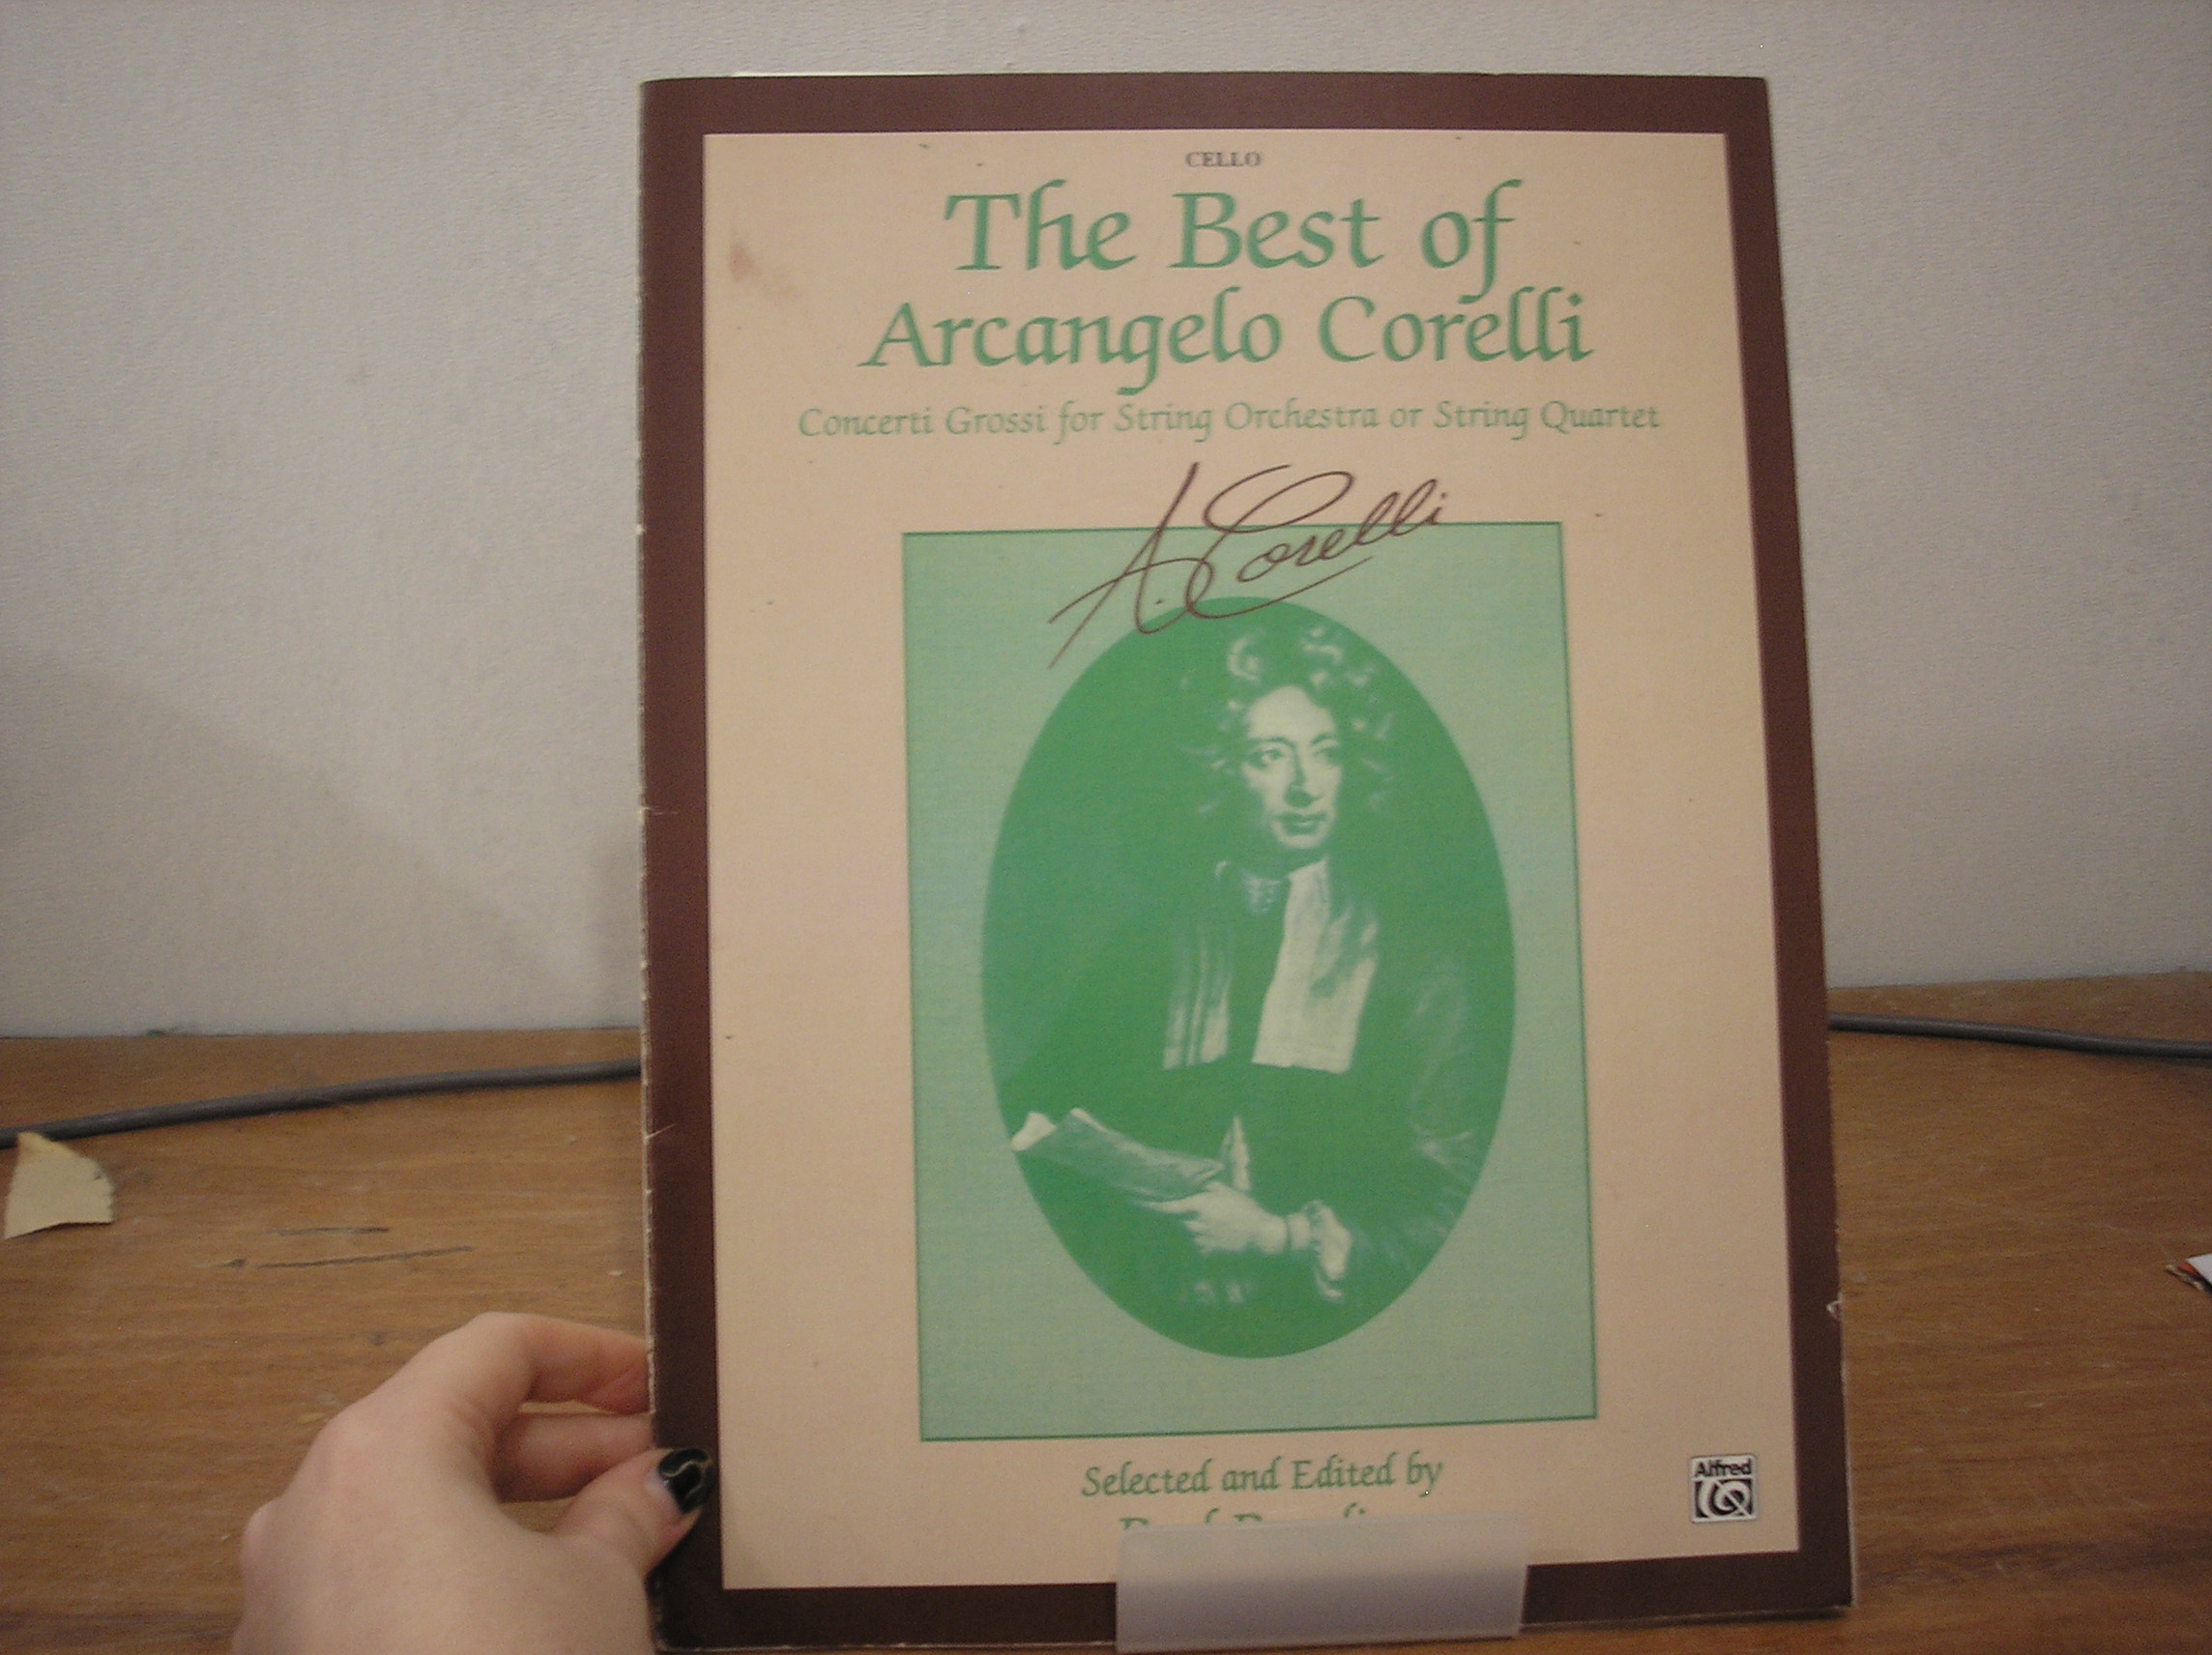 CELLO
The Best of
Arcangelo Corelli
Concerti Grossi for String Orchestra or String Quartet
A. Corelli
Selected and Edited by
Alfred